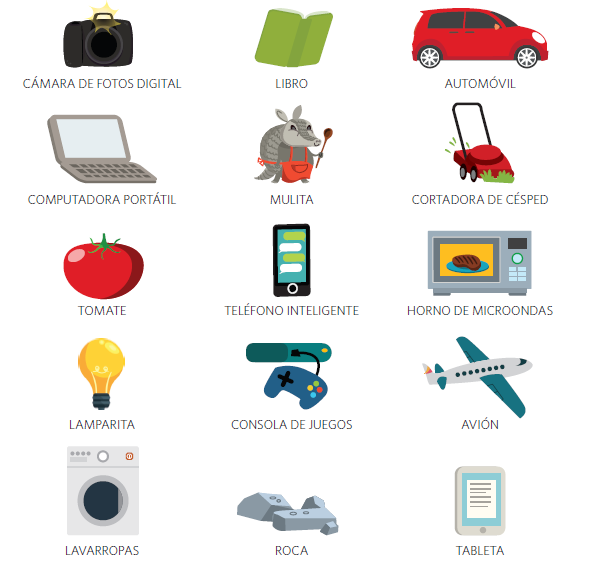 CÁMARA DE FOTOS DIGITAL
LIBRO
AUTOMÓVIL
COMPUTADORA PORTÁTIL
MULITA
CORTADORA DE CÉSPED
TOMATE
TELÉFONO INTELIGENTE
HORNO DE MICROONDAS
LAMPARITA
CONSOLA DE JUEGOS
AVIÓN
LAVARROPAS
ROCA
TABLETA